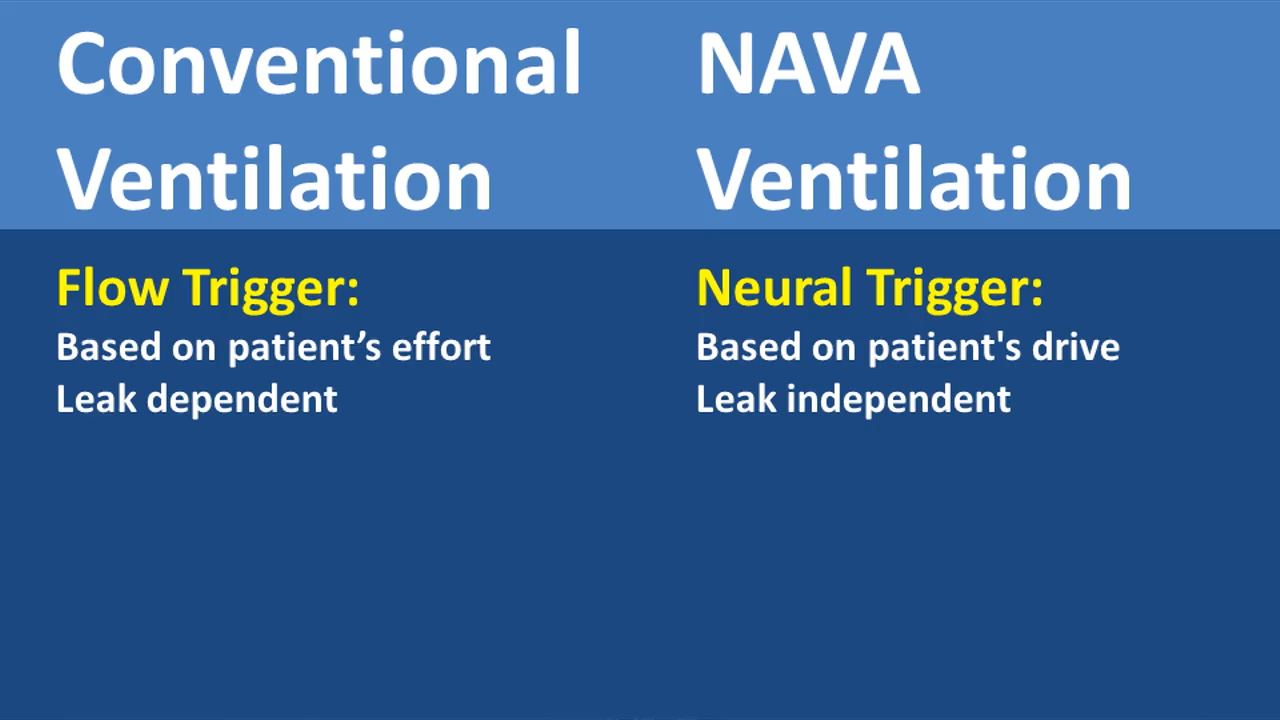 Conventional
Ventilation
NAVA
Ventilation
Flow Trigger:
Based on patient’s effort
Leak dependent
Neural Trigger:
Based on patient's drive
Leak independent